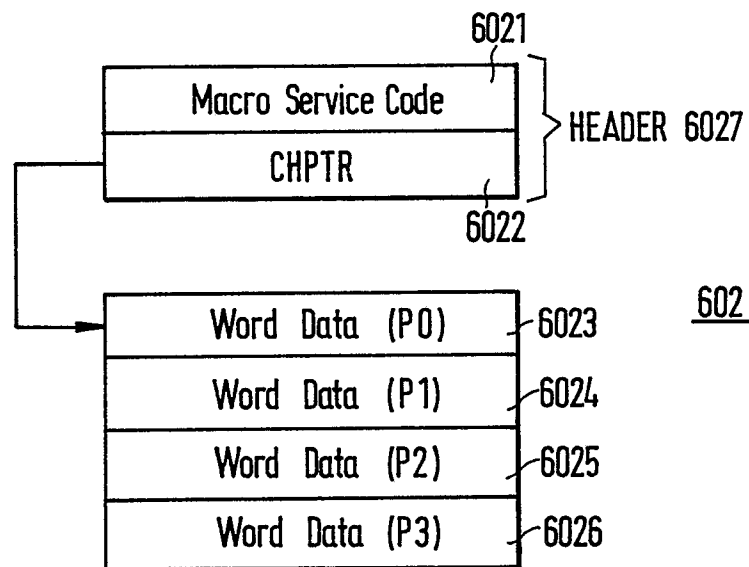 6021
Macro Service Code
HEADER 6027
CHPTR
6022
602
Word Data (P0) 6023
Word Data (P1) 6024
Word Data (P2) 6025
Word Data (P3) 6026